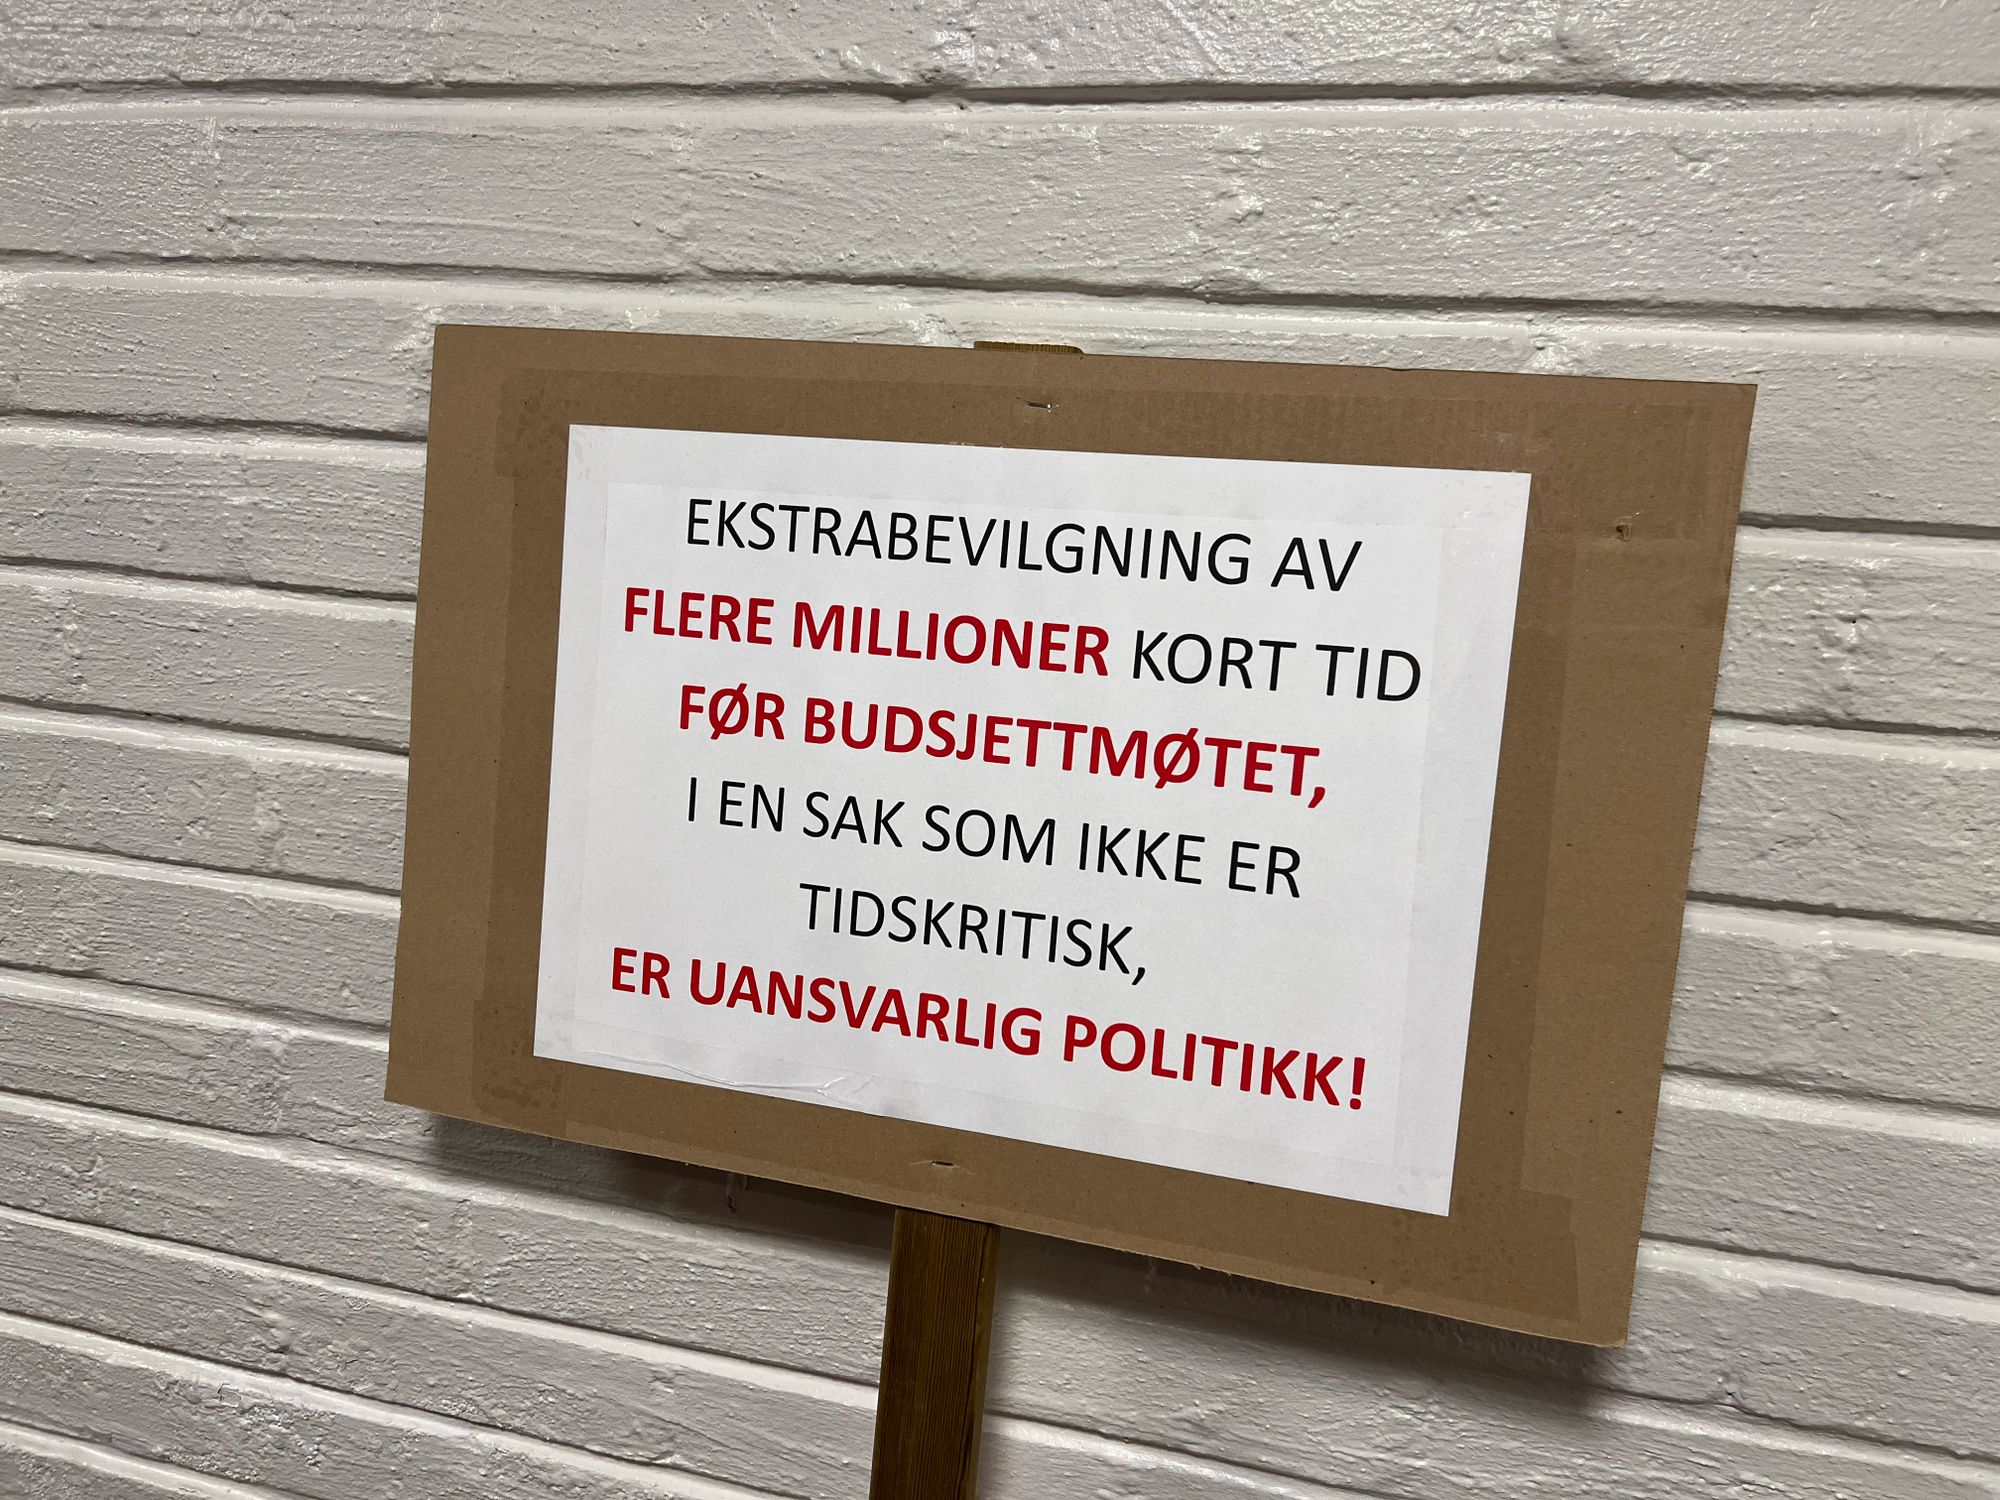 EKSTRABEVILGNING AV
FLERE MILLIONER KORT TID
FØR BUDSJETTMØTET,
I EN SAK SOM IKKE ER
TIDSKRITISK,
ER UANSVARLIG POLITIKK!